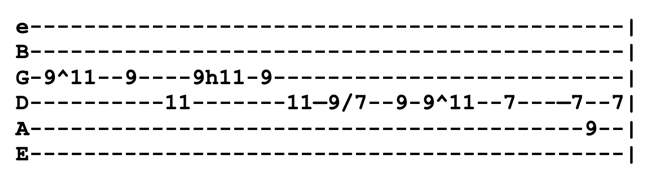 e--------------------------------------------|
B--------------------------------------------|
G-9^11--9----9h11-9--------------------------|
D----------11-------11—9/7--9-9^11--7---—7--7|
A-----------------------------------------9--|
E--------------------------------------------|